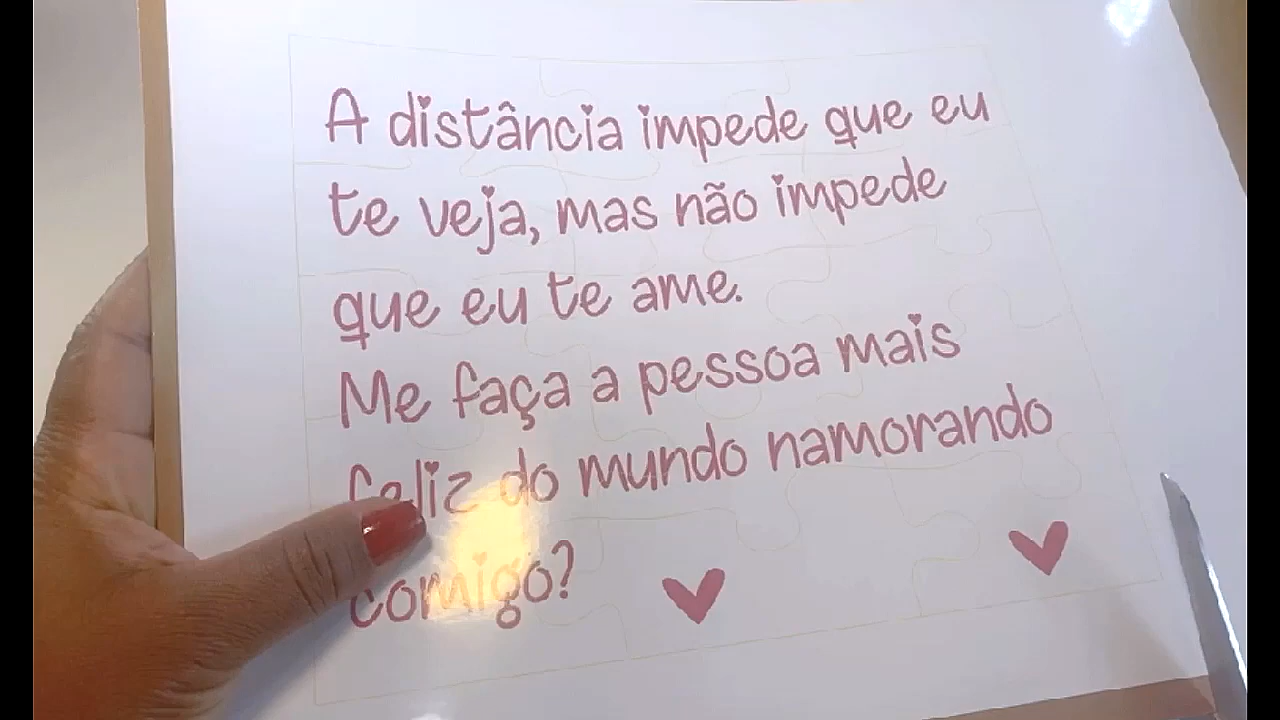 A distância impede que eu
te veja, mas não impede
que eu te ame.
Me faça a pessoa mais
feliz do mundo namorando
comigo?